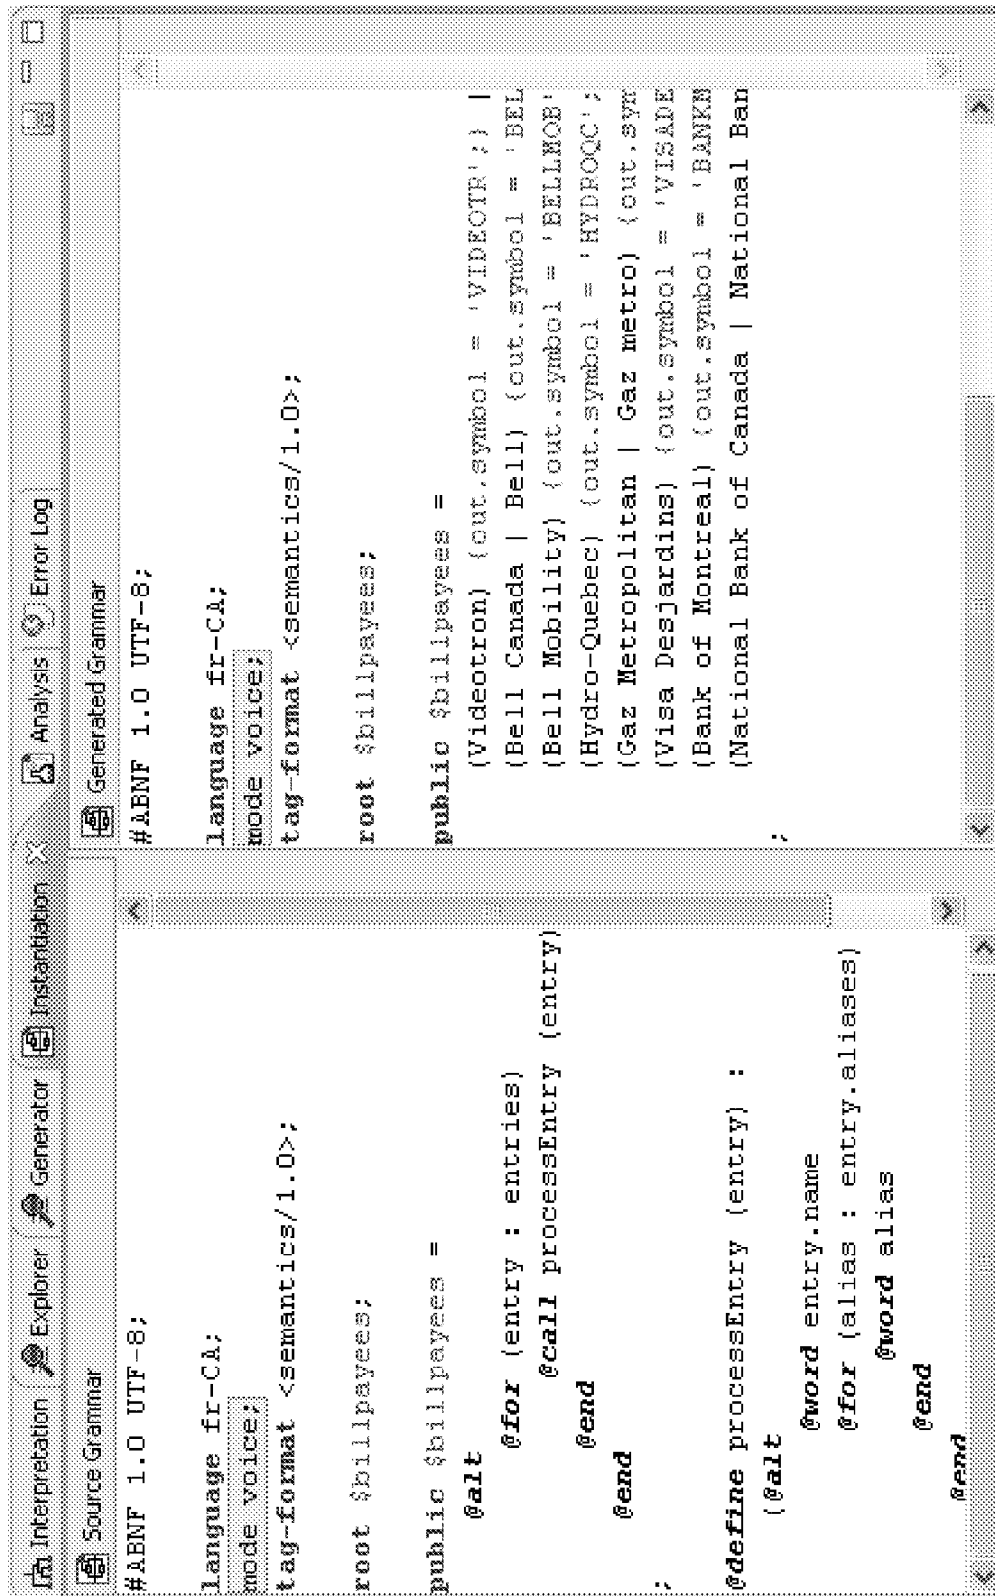 Interpretation Explorer Generator Instantiation Analysis Error Log
Source Grammar
#ABNF 1.0 UTF-8;
language fr-CA;
mode voice;
tag-format <semantics/1.0>;
root $billpayees;
public $billpayees =
@alt
@for (entry : entries)
@call processEntry (entry)
@end
@end
;
@define processEntry (entry) :
(@alt
@word entry.name
@for (alias : entry.aliases)
@word alias
@end
@end
Generated Grammar
#ABNF 1.0 UTF-8;
language fr-CA;
mode voice;
tag-format <semantics/1.0>;
root $billpayees;
public $billpayees =
(Videotron) {out.symbol = 'VIDEOTR';} |
(Bell Canada | Bell) {out.symbol = 'BEL
(Bell Mobility) {out.symbol = 'BELLMOB'
(Hydro-Quebec) {out.symbol = 'HYDROQC';
(Gaz Metropolitan | Gaz metro) {out.sym
(Visa Desjardins) {out.symbol = 'VISADE
(Bank of Montreal) {out.symbol = 'BANKM
(National Bank of Canada | National Ban
;